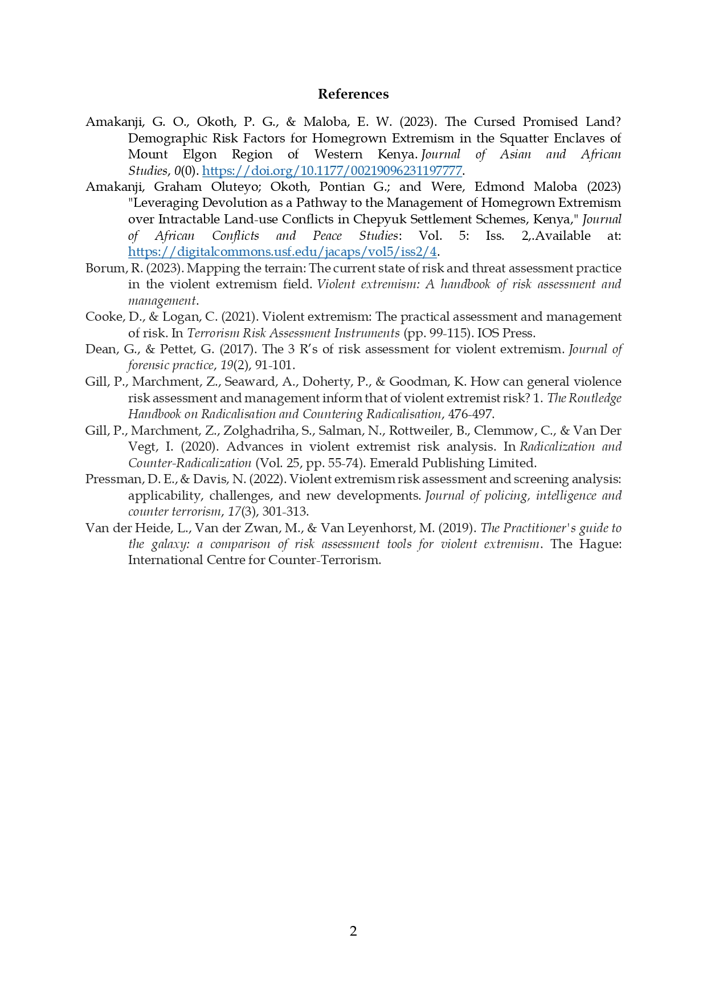 References
Amakanji, G. O., Okoth, P. G., & Maloba, E. W. (2023). The Cursed Promised Land?
Demographic Risk Factors for Homegrown Extremism in the Squatter Enclaves of
Mount Elgon Region of Western Kenya. Journal of Asian and African
Studies, 0(0). https://doi.org/10.1177/00219096231197777.
Amakanji, Graham Oluteyo; Okoth, Pontian G.; and Were, Edmond Maloba (2023)
"Leveraging Devolution as a Pathway to the Management of Homegrown Extremism
over Intractable Land-use Conflicts in Chepyuk Settlement Schemes, Kenya," Journal
of African Conflicts and Peace Studies: Vol. 5: Iss. 2,.Available at:
https://digitalcommons.usf.edu/jacaps/vol5/iss2/4.
Borum, R. (2023). Mapping the terrain: The current state of risk and threat assessment practice
in the violent extremism field. Violent extremism: A handbook of risk assessment and
management.
Cooke, D., & Logan, C. (2021). Violent extremism: The practical assessment and management
of risk. In Terrorism Risk Assessment Instruments (pp. 99-115). IOS Press.
Dean, G., & Pettet, G. (2017). The 3 R’s of risk assessment for violent extremism. Journal of
forensic practice, 19(2), 91-101.
Gill, P., Marchment, Z., Seaward, A., Doherty, P., & Goodman, K. How can general violence
risk assessment and management inform that of violent extremist risk? 1. The Routledge
Handbook on Radicalisation and Countering Radicalisation, 476-497.
Gill, P., Marchment, Z., Zolghadriha, S., Salman, N., Rottweiler, B., Clemmow, C., & Van Der
Vegt, I. (2020). Advances in violent extremist risk analysis. In Radicalization and
Counter-Radicalization (Vol. 25, pp. 55-74). Emerald Publishing Limited.
Pressman, D. E., & Davis, N. (2022). Violent extremism risk assessment and screening analysis:
applicability, challenges, and new developments. Journal of policing, intelligence and
counter terrorism, 17(3), 301-313.
Van der Heide, L., Van der Zwan, M., & Van Leyenhorst, M. (2019). The Practitioner's guide to
the galaxy: a comparison of risk assessment tools for violent extremism. The Hague:
International Centre for Counter-Terrorism.
2